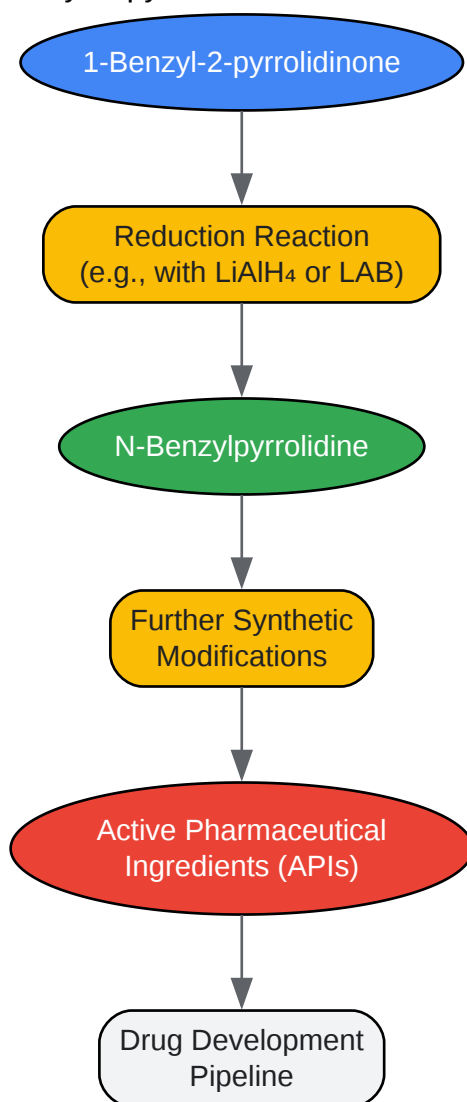 1-Benzyl-2-pyrrolidinone
Reduction Reaction
(e.g., with LiAlH₄ or LAB)
N-Benzylpyrrolidine
Further Synthetic
Modifications
Active Pharmaceutical
Ingredients (APIs)
Drug Development
Pipeline